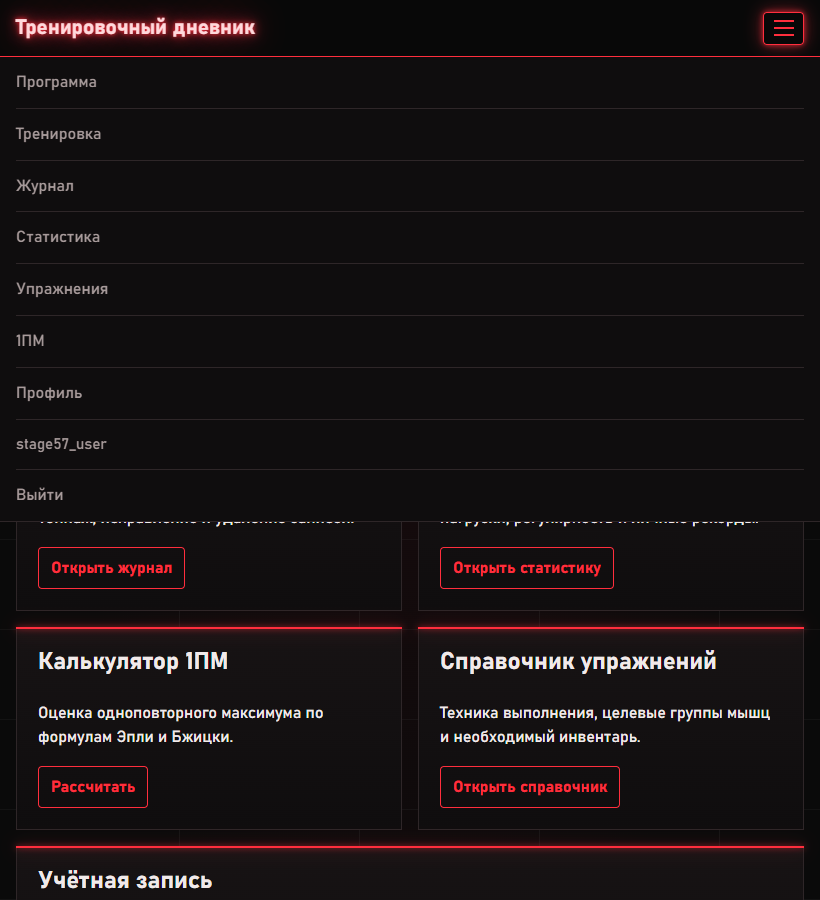 Тренировочный дневник
Программа
Тренировка
Журнал
Статистика
Упражнения
1ПМ
Профиль
stage57_user
Выйти
Открыть журнал
Открыть статистику
Калькулятор 1ПМ
Справочник упражнений
Оценка одноповторного максимума по
формулам Эпли и Бжицки.
Техника выполнения, целевые группы мышц
и необходимый инвентарь.
Рассчитать
Открыть справочник
Учётная запись